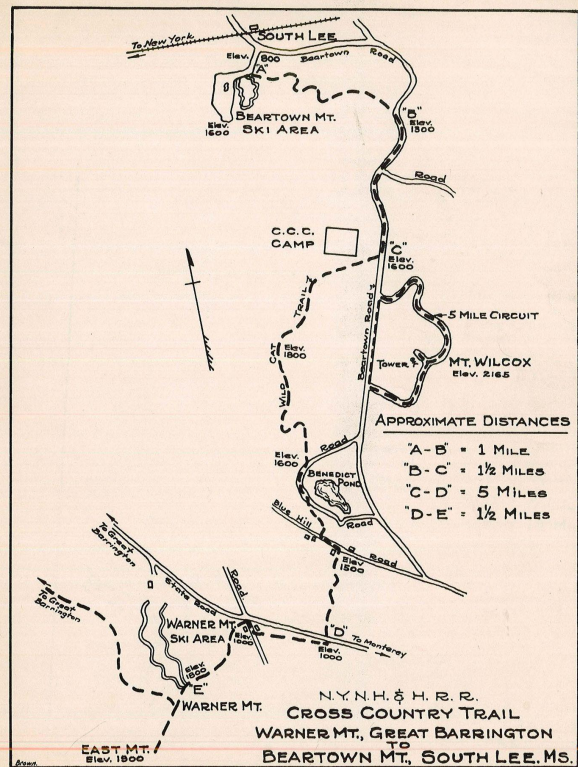 To New York
SOUTH LEE
Elev. 800
Beartown Road
"A"
BEARTOWN MT.
SKI AREA
Elev.
1600
"B"
Elev.
1300
Road
C.C.C.
CAMP
"C"
Elev.
1600
WILD CAT TRAIL
Beartown Road
5 MILE CIRCUIT
Elev.
1800
TOWER
MT. WILCOX
Elev. 2165
APPROXIMATE DISTANCES
"A-B" = 1 MILE
"B-C" = 1½ MILES
"C-D" = 5 MILES
"D-E" = 1½ MILES
Road
Elev.
1600
BENEDICT
POND
Road
Blue Hill Road
Elev
1500
To Great
Barrington
State Road
Road
To Great
Barrington
WARNER MT.
SKI AREA
Elev
1000
"D"
Elev.
1000
To Monterey
Elev.
1800
"E"
WARNER MT.
EAST MT.
Elev. 1900
N.Y. N.H. & H. R. R.
CROSS COUNTRY TRAIL
WARNER MT., GREAT BARRINGTON
TO
BEARTOWN MT., SOUTH LEE. MS.
Brown.